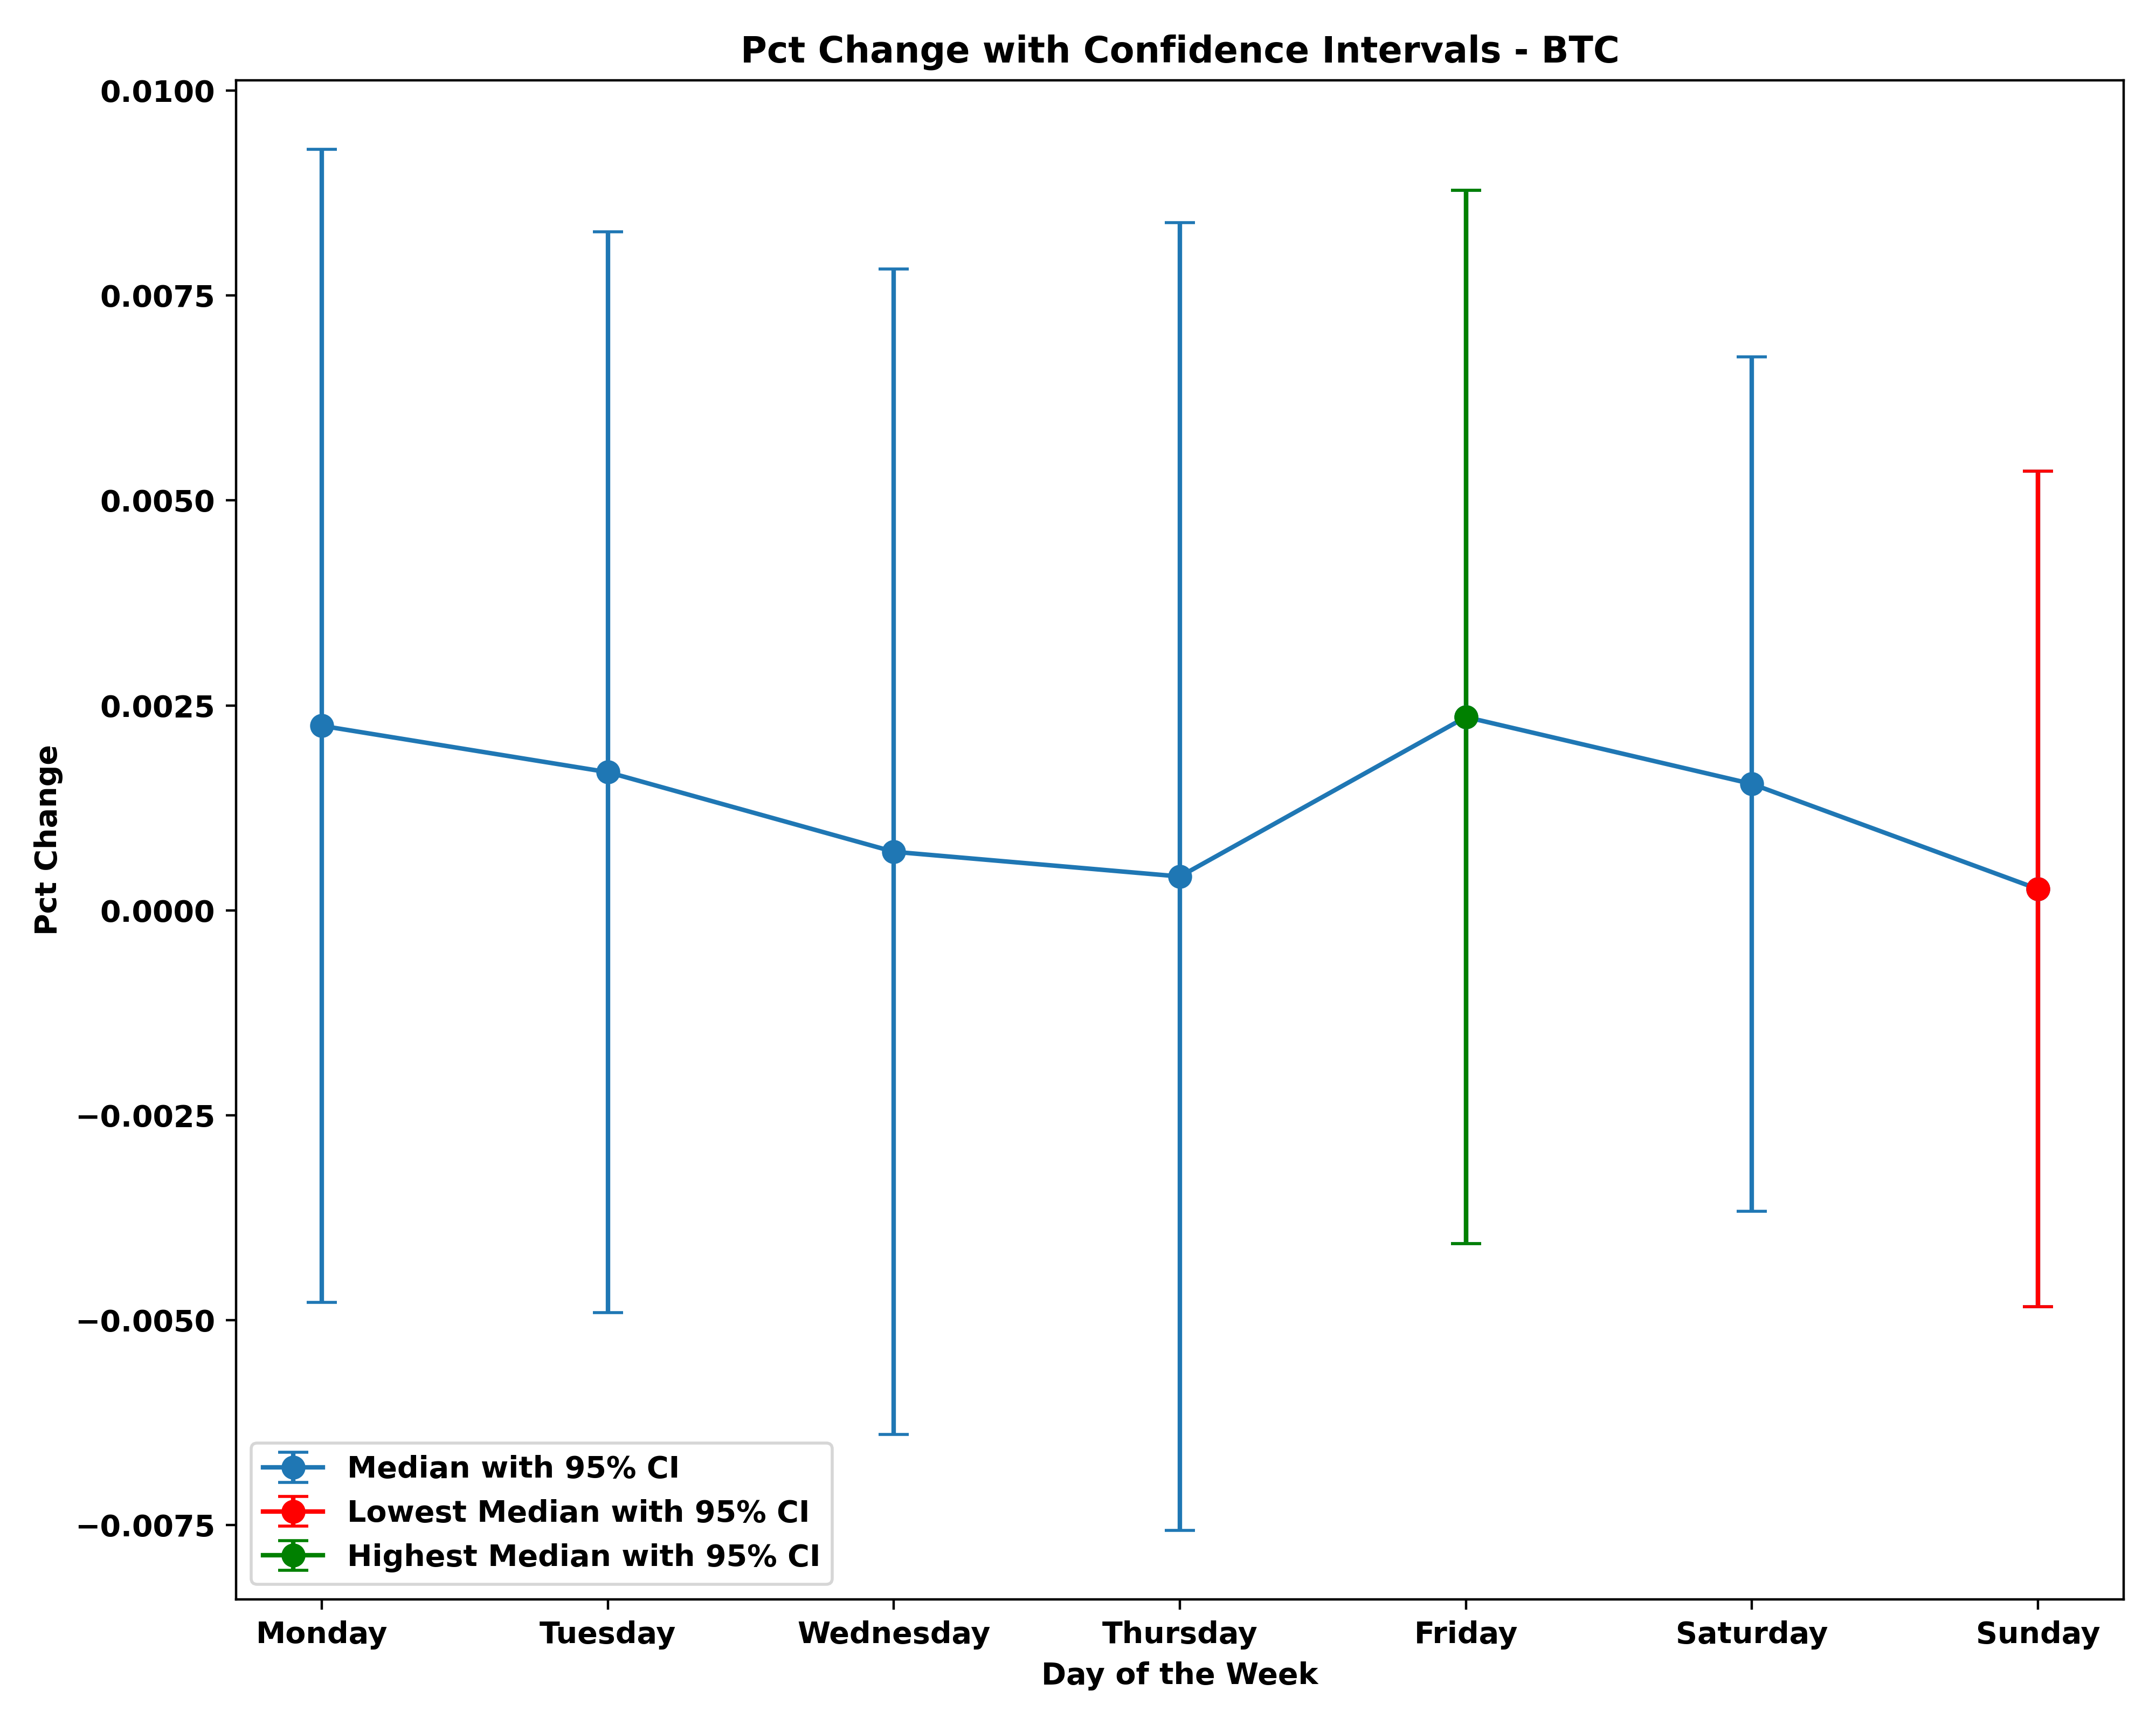 Pct Change with Confidence Intervals - BTC
0.0100
0.0075
0.0050
0.0025
0.0000
−0.0025
−0.0050
−0.0075
Pct Change
Median with 95% CI
Lowest Median with 95% CI
Highest Median with 95% CI
Monday Tuesday Wednesday Thursday Friday Saturday Sunday
Day of the Week